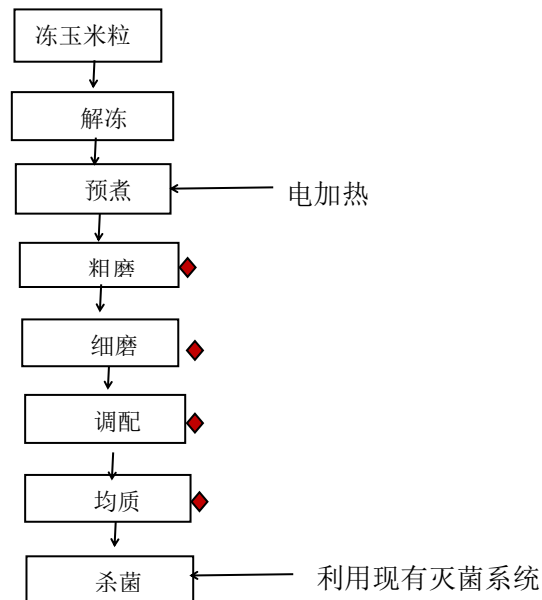 冻玉米粒
解冻
预煮
电加热
粗磨
细磨
调配
均质
杀菌
利用现有灭菌系统